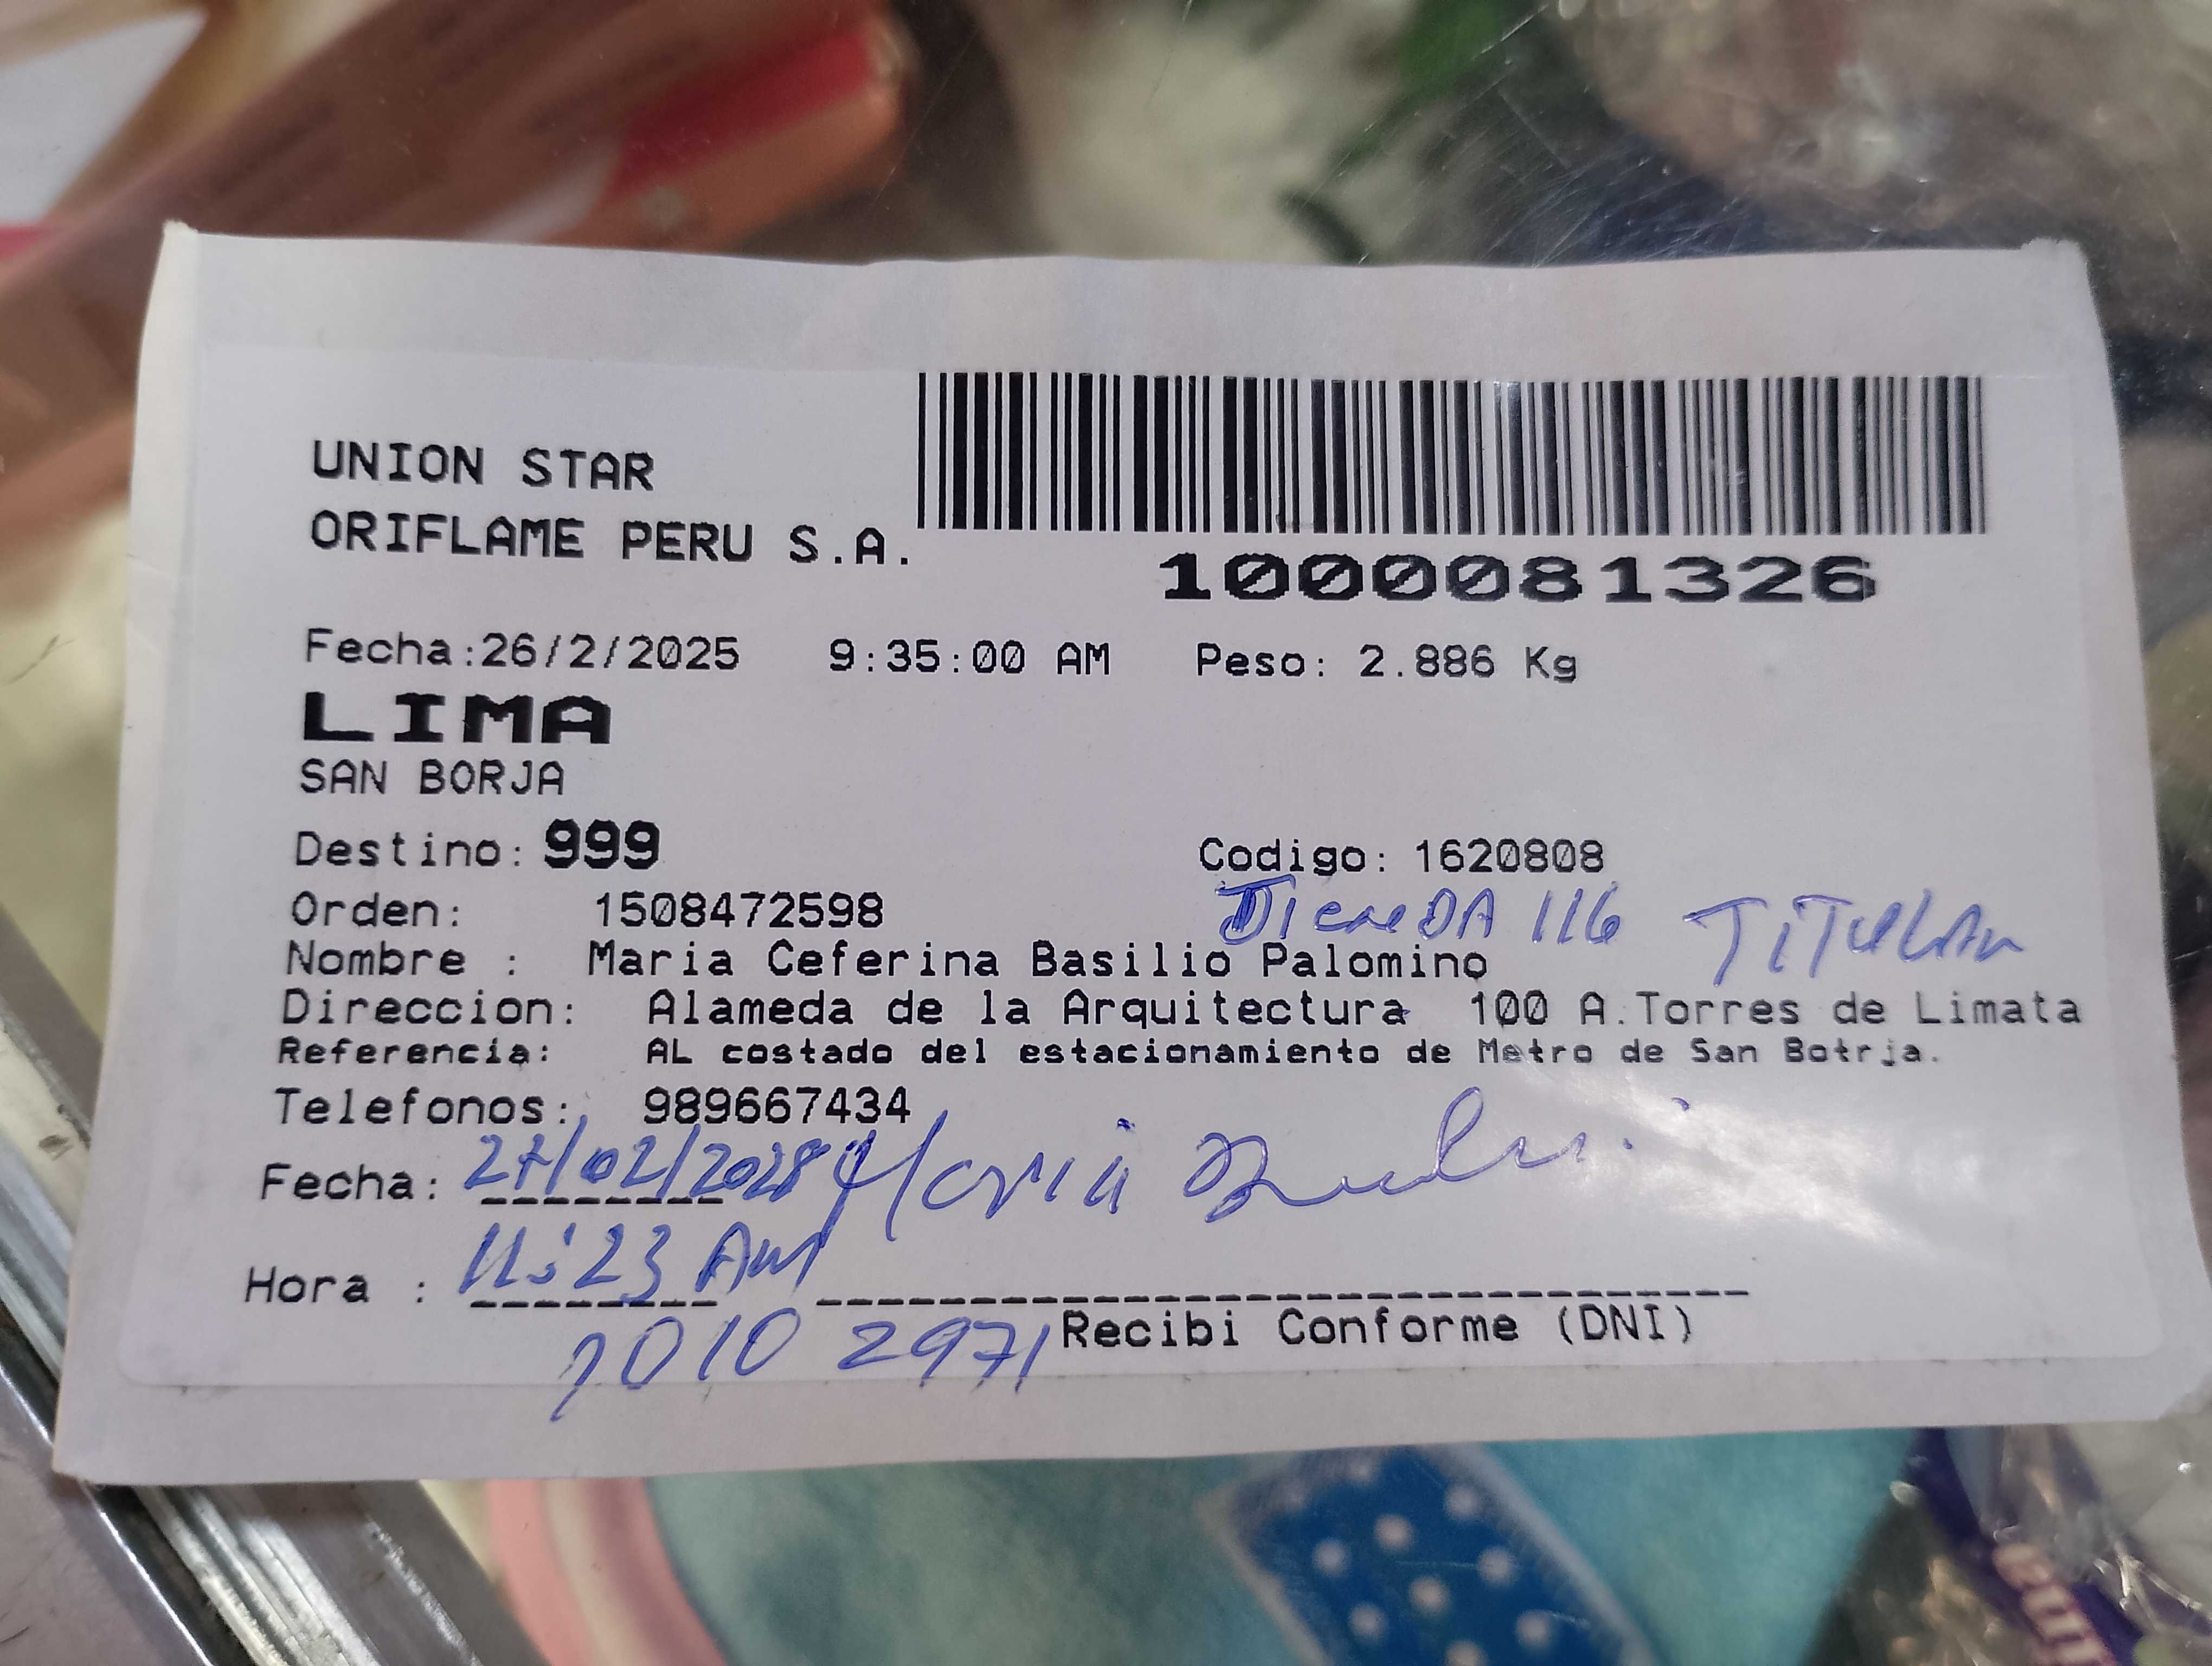 UNION STAR
ORIFLAME PERU S.A.
1000081326
Fecha:26/2/2025 9:35:00 AM Peso: 2.886 Kg
LIMA
SAN BORJA
Destino: 999 Codigo: 1620808
Orden: 1508472598 TIENDA 116 TITULAR
Nombre : Maria Ceferina Basilio Palomino
Direccion: Alameda de la Arquitectura 100 A.Torres de Limata
Referencia: AL costado del estacionamiento de Metro de San Botrja.
Telefonos: 989667434
Fecha: 27/02/2025 Maria
Hora : 11:23 AM
Recibi Conforme (DNI)
10102971